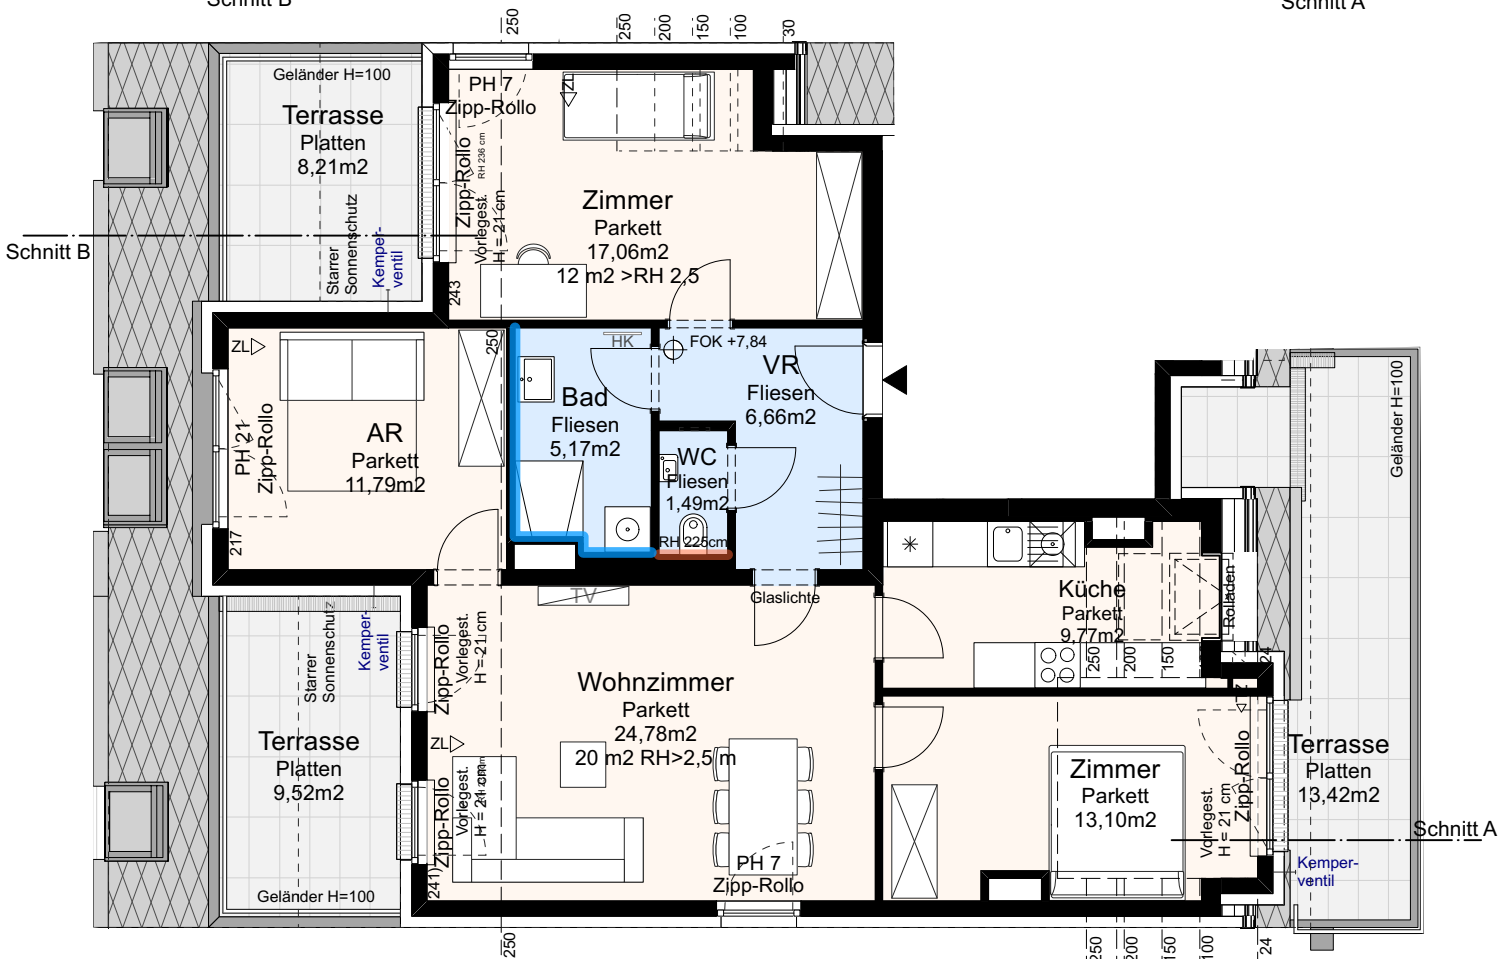 Schnitt B
Schnitt A
250
250
200
150
100
30
Geländer H=100
Terrasse
Platten
8,21m2
Starrer
Sonnenschutz
Kemper-
ventil
Schnitt B
PH 7
Zipp-Rollo
ZL
Zipp-Rollo
RH 236 cm
Vorlegest.
H = 21 cm
Zimmer
Parkett
17,06m2
12 m2 >RH 2,5
243
250
ZL
PH 21
Zipp-Rollo
AR
Parkett
11,79m2
217
HK
Bad
Fliesen
5,17m2
FOK +7,84
VR
Fliesen
6,66m2
WC
Fliesen
1,49m2
RH 225cm
Geländer H=100
Glaslichte
TV
Küche
Parkett
9,77m2
Rolladen
250
200
150
24
Kemper-
ventil
Starrer
Sonnenschutz
Terrasse
Platten
9,52m2
Geländer H=100
Zipp-Rollo
Vorlegest.
H = 21 cm
ZL
Zipp-Rollo
Vorlegest.
H = 21 cm
241)
Wohnzimmer
Parkett
24,78m2
20 m2 RH>2,5 m
PH 7
Zipp-Rollo
Zimmer
Parkett
13,10m2
Zipp-Rollo
Vorlegest.
H = 21 cm
Terrasse
Platten
13,42m2
Schnitt A
Kemper-
ventil
250
250
200
150
100
24